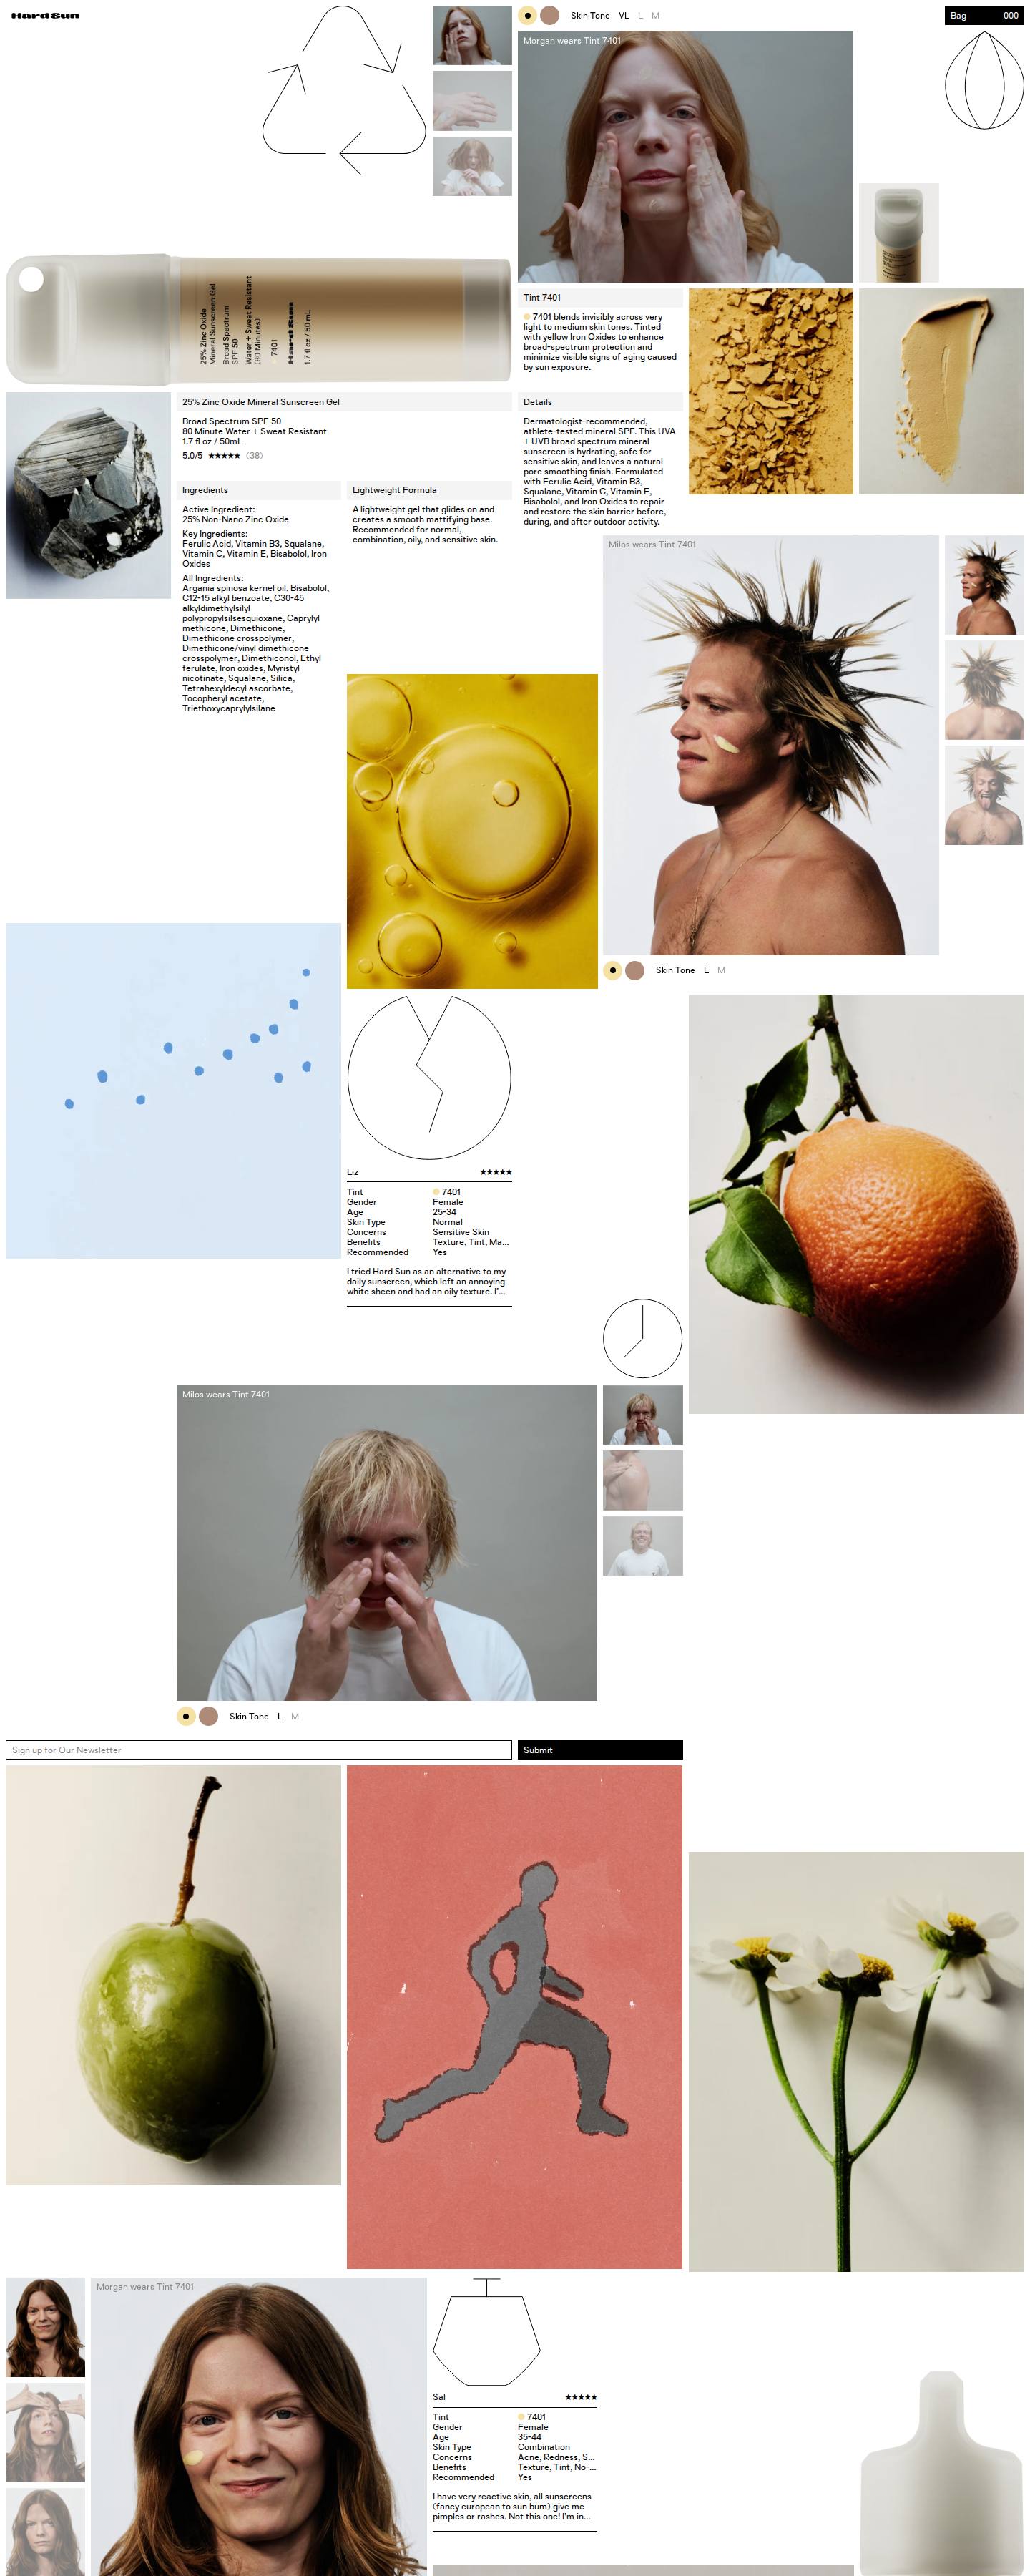 Hard Sun
Skin Tone VL L M
Bag 000
Morgan wears Tint 7401
25% Zinc Oxide
Mineral Sunscreen Gel
Broad Spectrum
SPF 50
Water + Sweat Resistant
(80 Minutes)
7401
Hard Sun
1.7 fl oz / 50 mL
Tint 7401
7401 blends invisibly across very
light to medium skin tones. Tinted
with yellow Iron Oxides to enhance
broad-spectrum protection and
minimize visible signs of aging caused
by sun exposure.
25% Zinc Oxide Mineral Sunscreen Gel
Broad Spectrum SPF 50
80 Minute Water + Sweat Resistant
1.7 fl oz / 50mL
5.0/5 ★★★★★ (38)
Details
Dermatologist-recommended,
athlete-tested mineral SPF. This UVA
+ UVB broad spectrum mineral
sunscreen is hydrating, safe for
sensitive skin, and leaves a natural
pore smoothing finish. Formulated
with Ferulic Acid, Vitamin B3,
Squalane, Vitamin C, Vitamin E,
Bisabolol, and Iron Oxides to repair
and restore the skin barrier before,
during, and after outdoor activity.
Ingredients
Active Ingredient:
25% Non-Nano Zinc Oxide
Key Ingredients:
Ferulic Acid, Vitamin B3, Squalane,
Vitamin C, Vitamin E, Bisabolol, Iron
Oxides
All Ingredients:
Argania spinosa kernel oil, Bisabolol,
C12-15 alkyl benzoate, C30-45
alkyldimethylsilyl
polypropylsilsesquioxane, Caprylyl
methicone, Dimethicone,
Dimethicone crosspolymer,
Dimethicone/vinyl dimethicone
crosspolymer, Dimethiconol, Ethyl
ferulate, Iron oxides, Myristyl
nicotinate, Squalane, Silica,
Tetrahexyldecyl ascorbate,
Tocopheryl acetate,
Triethoxycaprylylsilane
Lightweight Formula
A lightweight gel that glides on and
creates a smooth mattifying base.
Recommended for normal,
combination, oily, and sensitive skin.
Milos wears Tint 7401
Skin Tone L M
Liz ★★★★★
Tint 7401
Gender Female
Age 25-34
Skin Type Normal
Concerns Sensitive Skin
Benefits Texture, Tint, Ma...
Recommended Yes
I tried Hard Sun as an alternative to my
daily sunscreen, which left an annoying
white sheen and had an oily texture. I'...
Milos wears Tint 7401
Skin Tone L M
Sign up for Our Newsletter
Submit
Morgan wears Tint 7401
Sal ★★★★★
Tint 7401
Gender Female
Age 35-44
Skin Type Combination
Concerns Acne, Redness, S...
Benefits Texture, Tint, No-...
Recommended Yes
I have very reactive skin, all sunscreens
(fancy european to sun bum) give me
pimples or rashes. Not this one! I'm in...